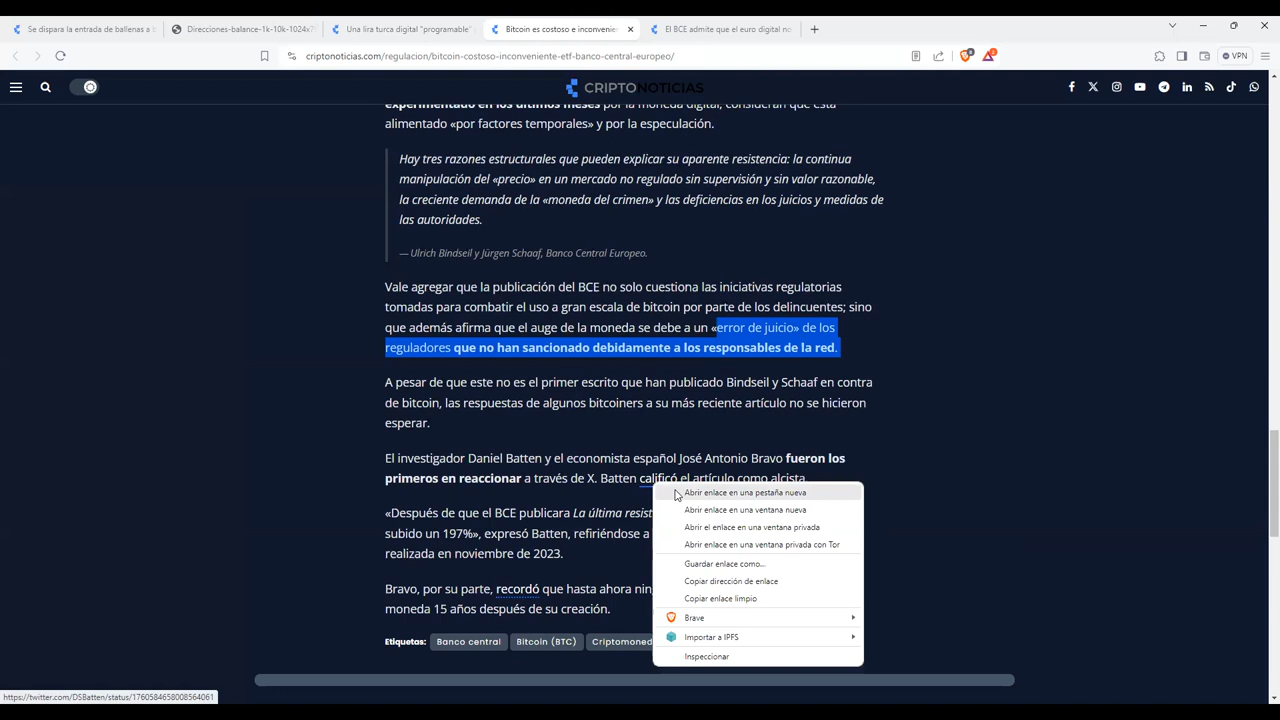 Se dispara la entrada de ballenas a b
Direcciones-balance-1k-10k-1024x7
Una lira turca digital "programable"
Bitcoin es costoso e inconvenien
El BCE admite que el euro digital no
criptonoticias.com/regulacion/bitcoin-costoso-inconveniente-etf-banco-central-europeo/
VPN
CRIPTONOTICIAS
experimentado en los últimos meses por la moneda digital, consideran que está
alimentado «por factores temporales» y por la especulación.
Hay tres razones estructurales que pueden explicar su aparente resistencia: la continua
manipulación del «precio» en un mercado no regulado sin supervisión y sin valor razonable,
la creciente demanda de la «moneda del crimen» y las deficiencias en los juicios y medidas de
las autoridades.
— Ulrich Bindseil y Jürgen Schaaf, Banco Central Europeo.
Vale agregar que la publicación del BCE no solo cuestiona las iniciativas regulatorias
tomadas para combatir el uso a gran escala de bitcoin por parte de los delincuentes; sino
que además afirma que el auge de la moneda se debe a un «error de juicio» de los
reguladores que no han sancionado debidamente a los responsables de la red.
A pesar de que este no es el primer escrito que han publicado Bindseil y Schaaf en contra
de bitcoin, las respuestas de algunos bitcoiners a su más reciente artículo no se hicieron
esperar.
El investigador Daniel Batten y el economista español José Antonio Bravo fueron los
primeros en reaccionar a través de X. Batten calificó el artículo como alcista.
«Después de que el BCE publicara La última resist
subido un 197%», expresó Batten, refiriéndose a
realizada en noviembre de 2023.
Bravo, por su parte, recordó que hasta ahora nin
moneda 15 años después de su creación.
Etiquetas: Banco central Bitcoin (BTC) Criptomoned
Abrir enlace en una pestaña nueva
Abrir enlace en una ventana nueva
Abrir el enlace en una ventana privada
Abrir enlace en una ventana privada con Tor
Guardar enlace como...
Copiar dirección de enlace
Copiar enlace limpio
Brave
Importar a IPFS
Inspeccionar
https://twitter.com/DSBatten/status/1760584658008564061